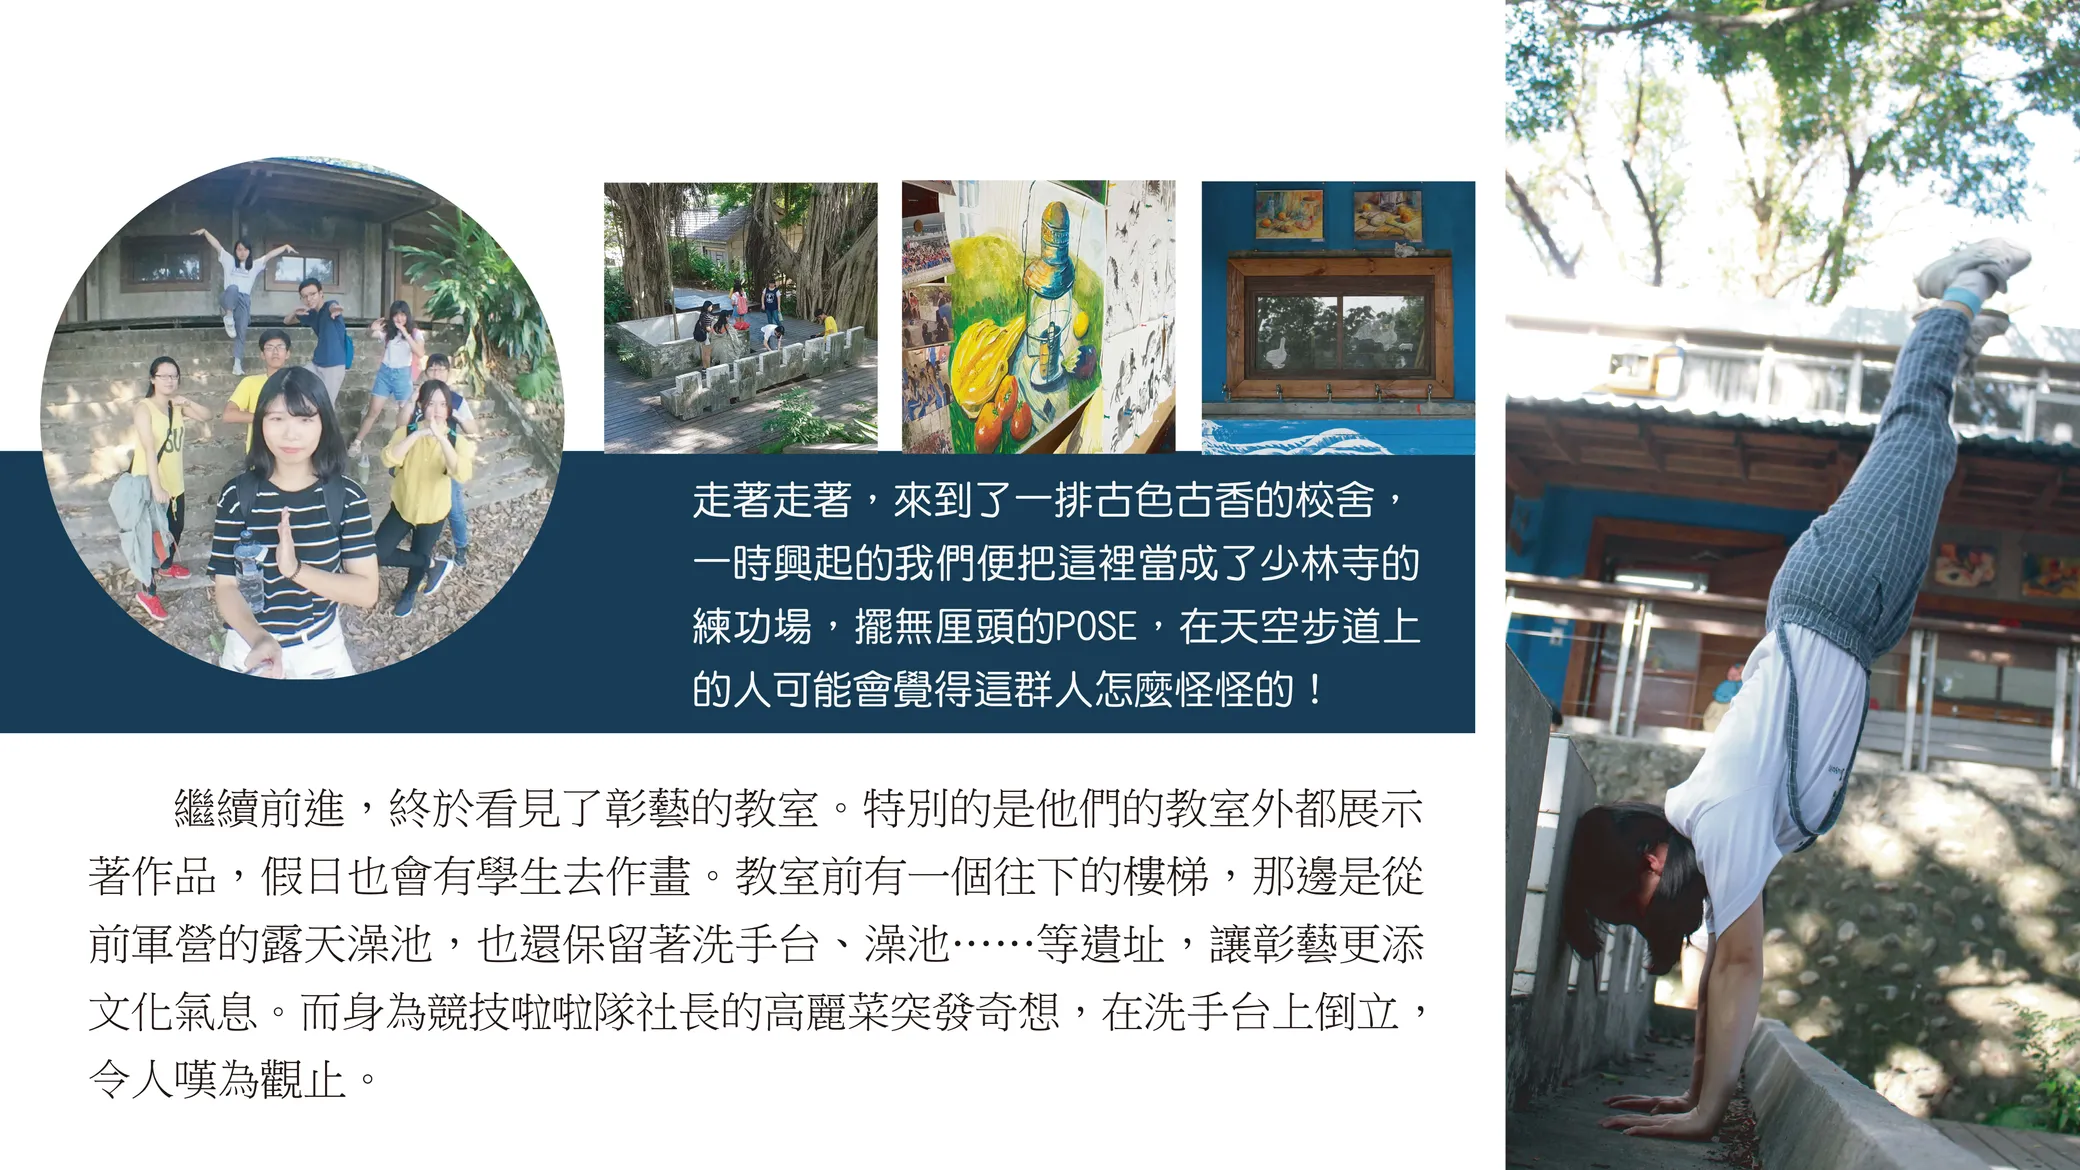 走著走著，來到了一排古色古香的校舍，
一時興起的我們便把這裡當成了少林寺的
練功場，擺無厘頭的POSE，在天空步道上
的人可能會覺得這群人怎麼怪怪的！
繼續前進，終於看見了彰藝的教室。特別的是他們的教室外都展示
著作品，假日也會有學生去作畫。教室前有一個往下的樓梯，那邊是從
前軍營的露天澡池，也還保留著洗手台、澡池⋯⋯等遺址，讓彰藝更添
文化氣息。而身為競技啦啦隊社長的高麗菜突發奇想，在洗手台上倒立，
令人嘆為觀止。